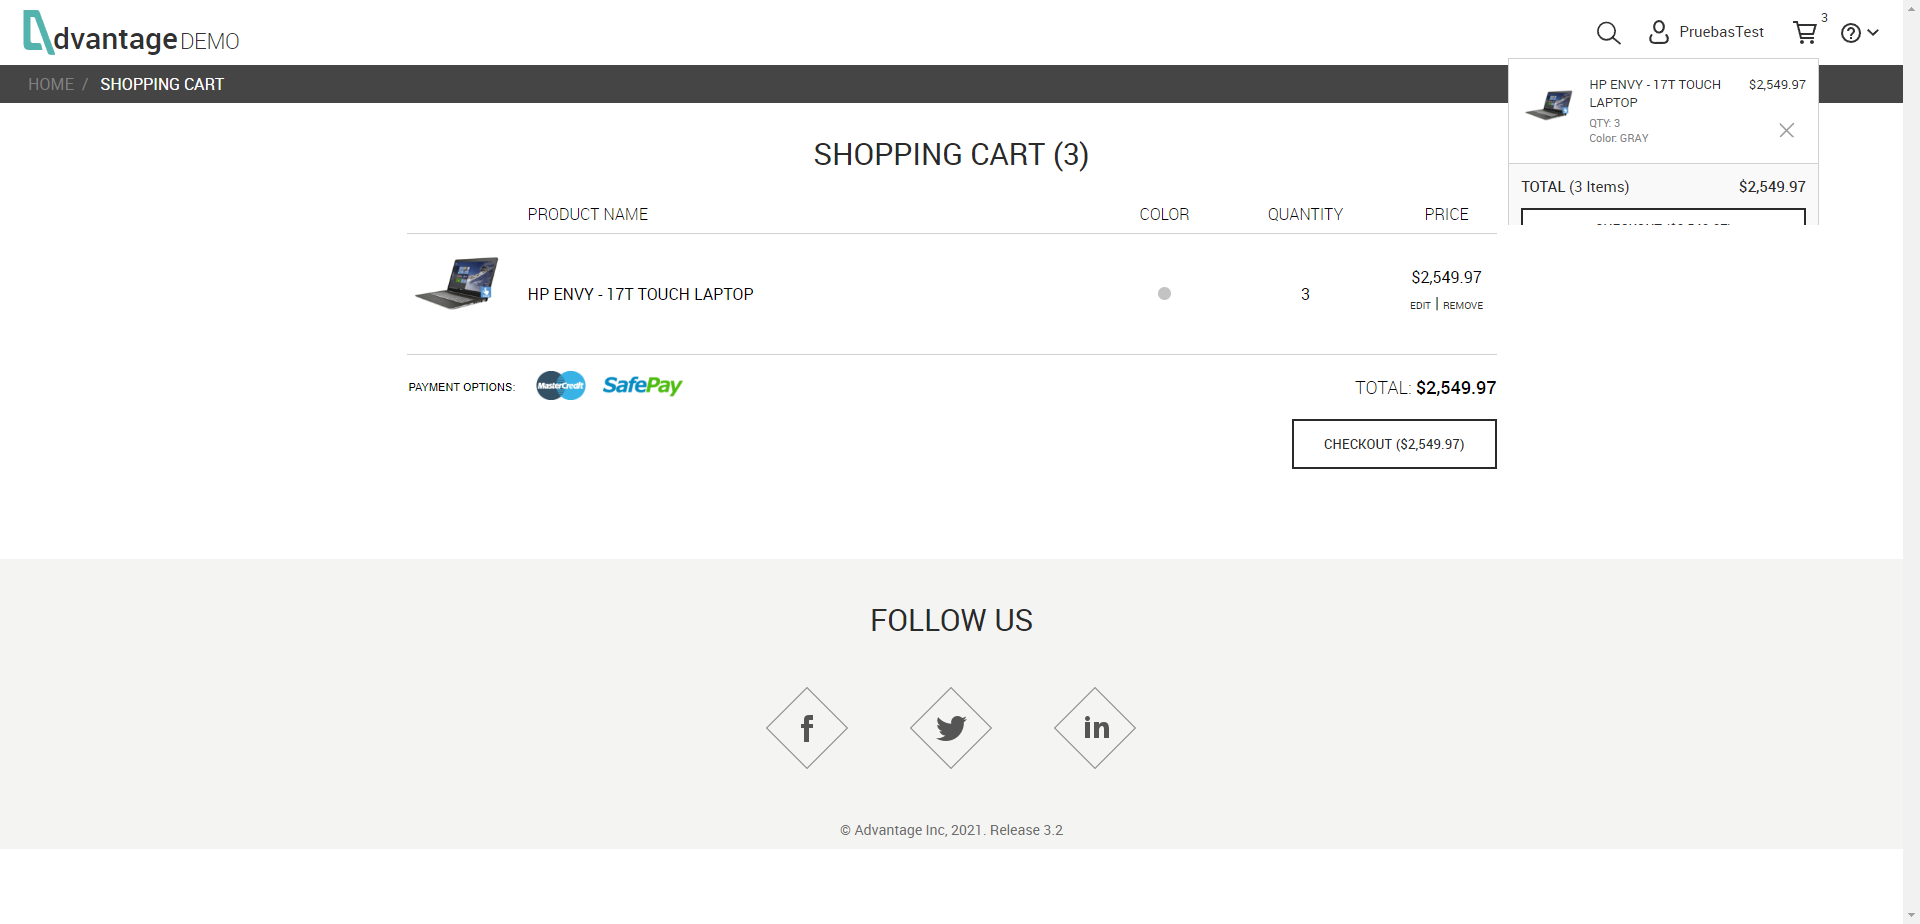 dvantage DEMO
PruebasTest
3
HOME / SHOPPING CART
HP ENVY - 17T TOUCH LAPTOP
$2,549.97
QTY: 3
Color: GRAY
TOTAL (3 Items) $2,549.97
SHOPPING CART (3)
PRODUCT NAME COLOR QUANTITY PRICE
HP ENVY - 17T TOUCH LAPTOP 3 $2,549.97
EDIT | REMOVE
PAYMENT OPTIONS: MasterCredit SafePay
TOTAL: $2,549.97
CHECKOUT ($2,549.97)
FOLLOW US
f in
© Advantage Inc, 2021. Release 3.2